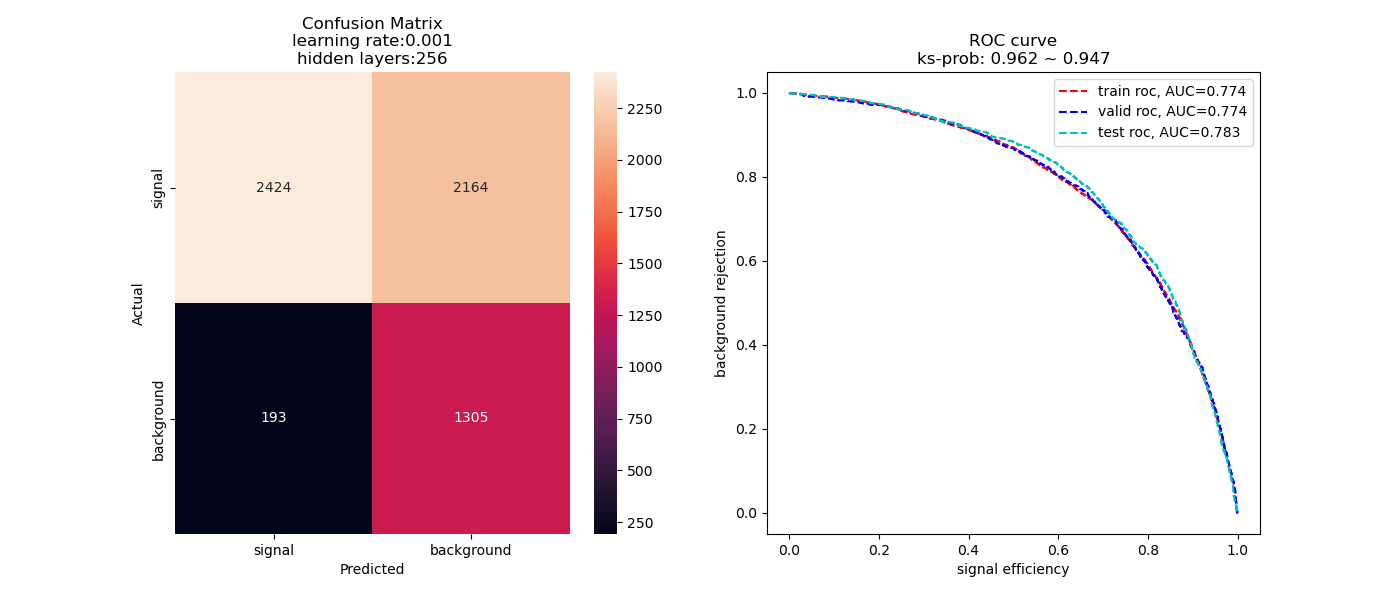 Confusion Matrix
learning rate:0.001
hidden layers:256
signal
background
Actual
2424
2164
193
1305
signal
background
Predicted
2250
2000
1750
1500
1250
1000
750
500
250
ROC curve
ks-prob: 0.962 ~ 0.947
train roc, AUC=0.774
valid roc, AUC=0.774
test roc, AUC=0.783
background rejection
1.0
0.8
0.6
0.4
0.2
0.0
0.0
0.2
0.4
0.6
0.8
1.0
signal efficiency